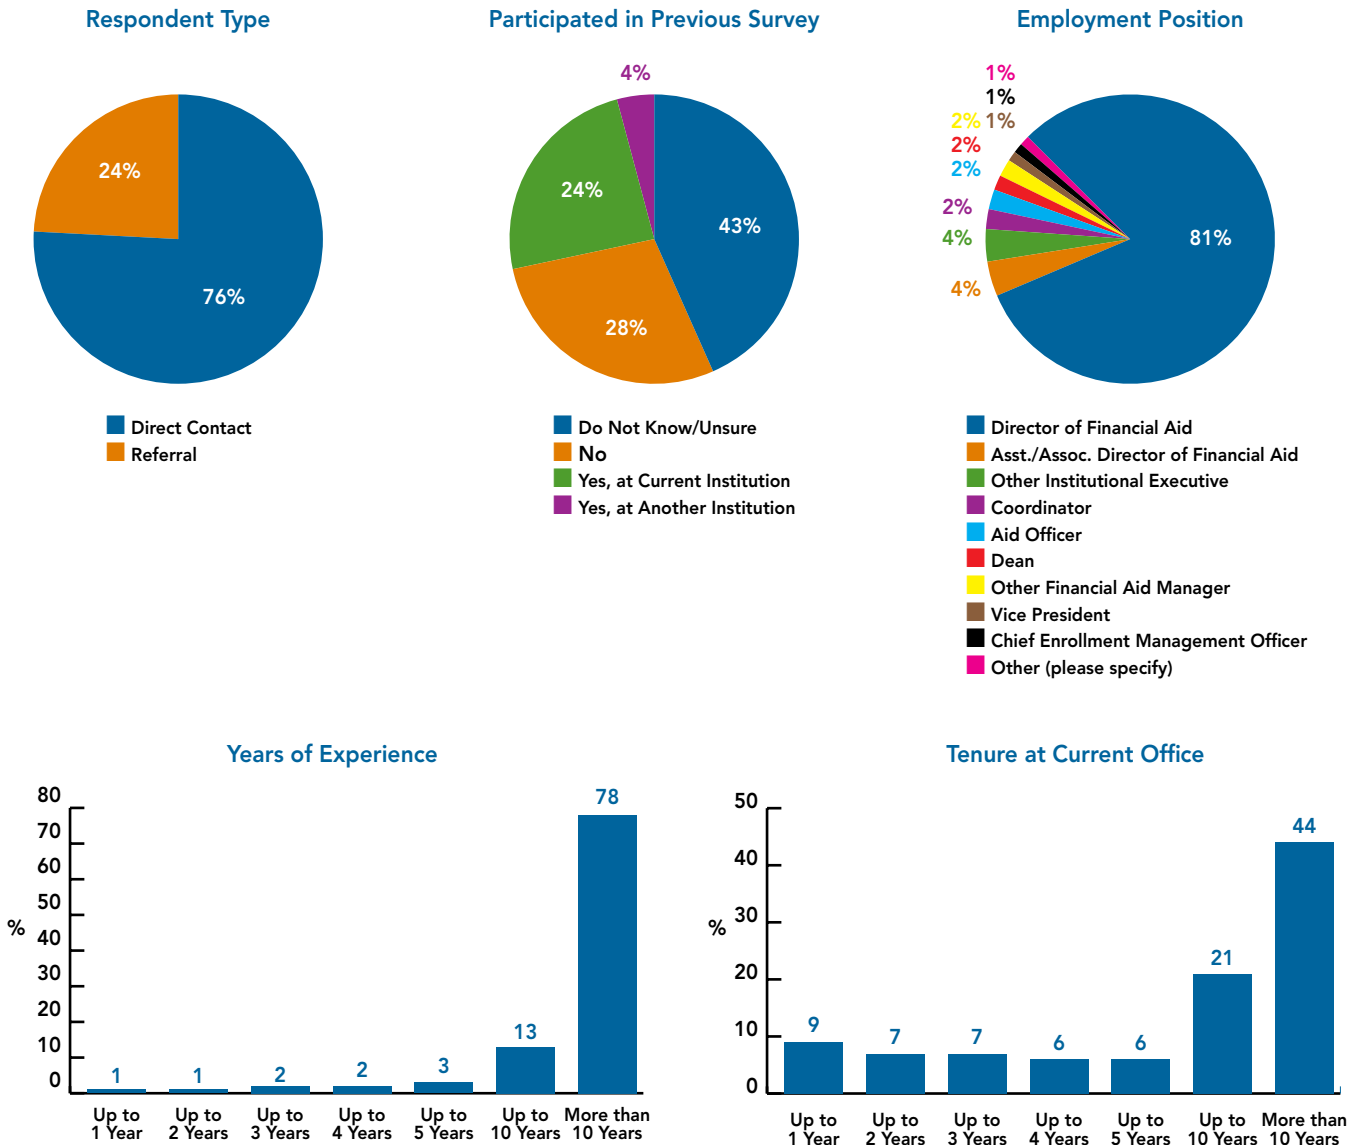 Respondent Type
24%
76%
Direct Contact
Referral
Participated in Previous Survey
4%
24%
43%
28%
Do Not Know/Unsure
No
Yes, at Current Institution
Yes, at Another Institution
Employment Position
1%
1%
2% 1%
2%
2%
2%
4%
81%
4%
Director of Financial Aid
Asst./Assoc. Director of Financial Aid
Other Institutional Executive
Coordinator
Aid Officer
Dean
Other Financial Aid Manager
Vice President
Chief Enrollment Management Officer
Other (please specify)
Years of Experience
80
70
60
50
40
30
20
10
0
%
1
1
2
2
3
13
78
Up to
1 Year
Up to
2 Years
Up to
3 Years
Up to
4 Years
Up to
5 Years
Up to
10 Years
More than
10 Years
Tenure at Current Office
50
40
30
20
10
0
%
9
7
7
6
6
21
44
Up to
1 Year
Up to
2 Years
Up to
3 Years
Up to
4 Years
Up to
5 Years
Up to
10 Years
More than
10 Years